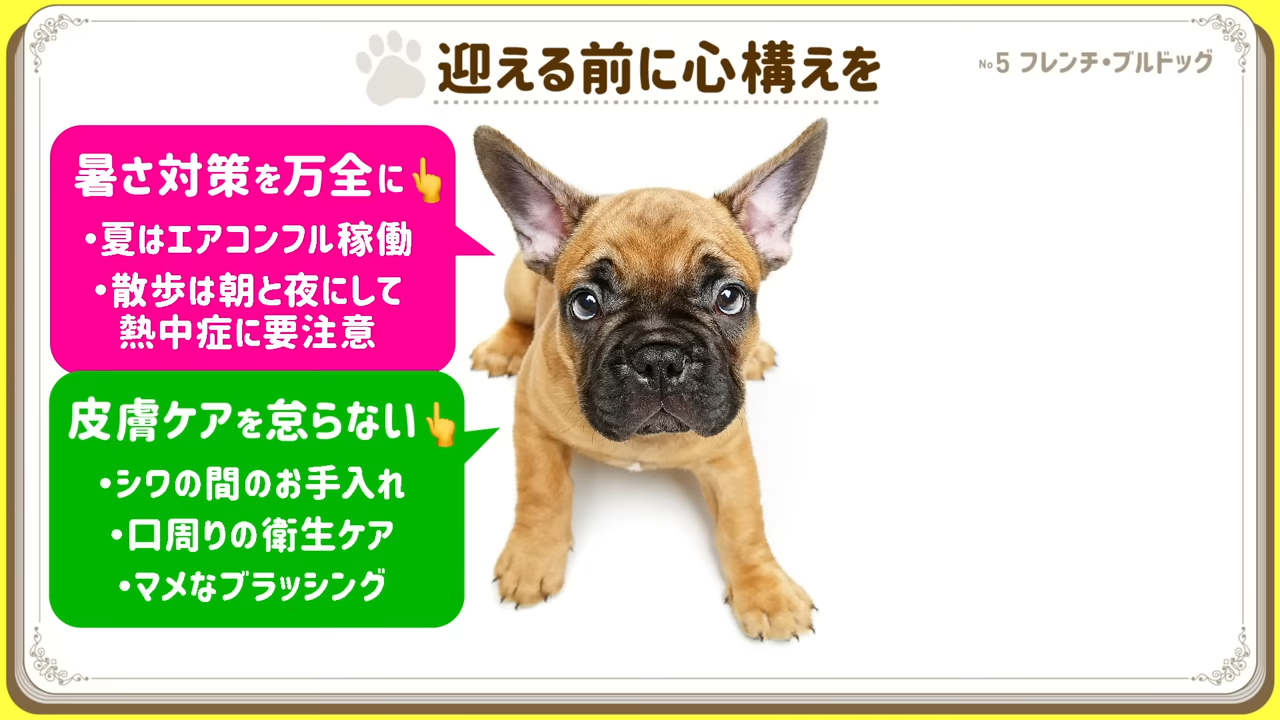 迎える前に心構えを
No5 フレンチ・ブルドッグ
暑さ対策を万全に👆
・夏はエアコンフル稼働
・散歩は朝と夜にして
熱中症に要注意
皮膚ケアを怠らない👆
・シワの間のお手入れ
・口周りの衛生ケア
・マメなブラッシング